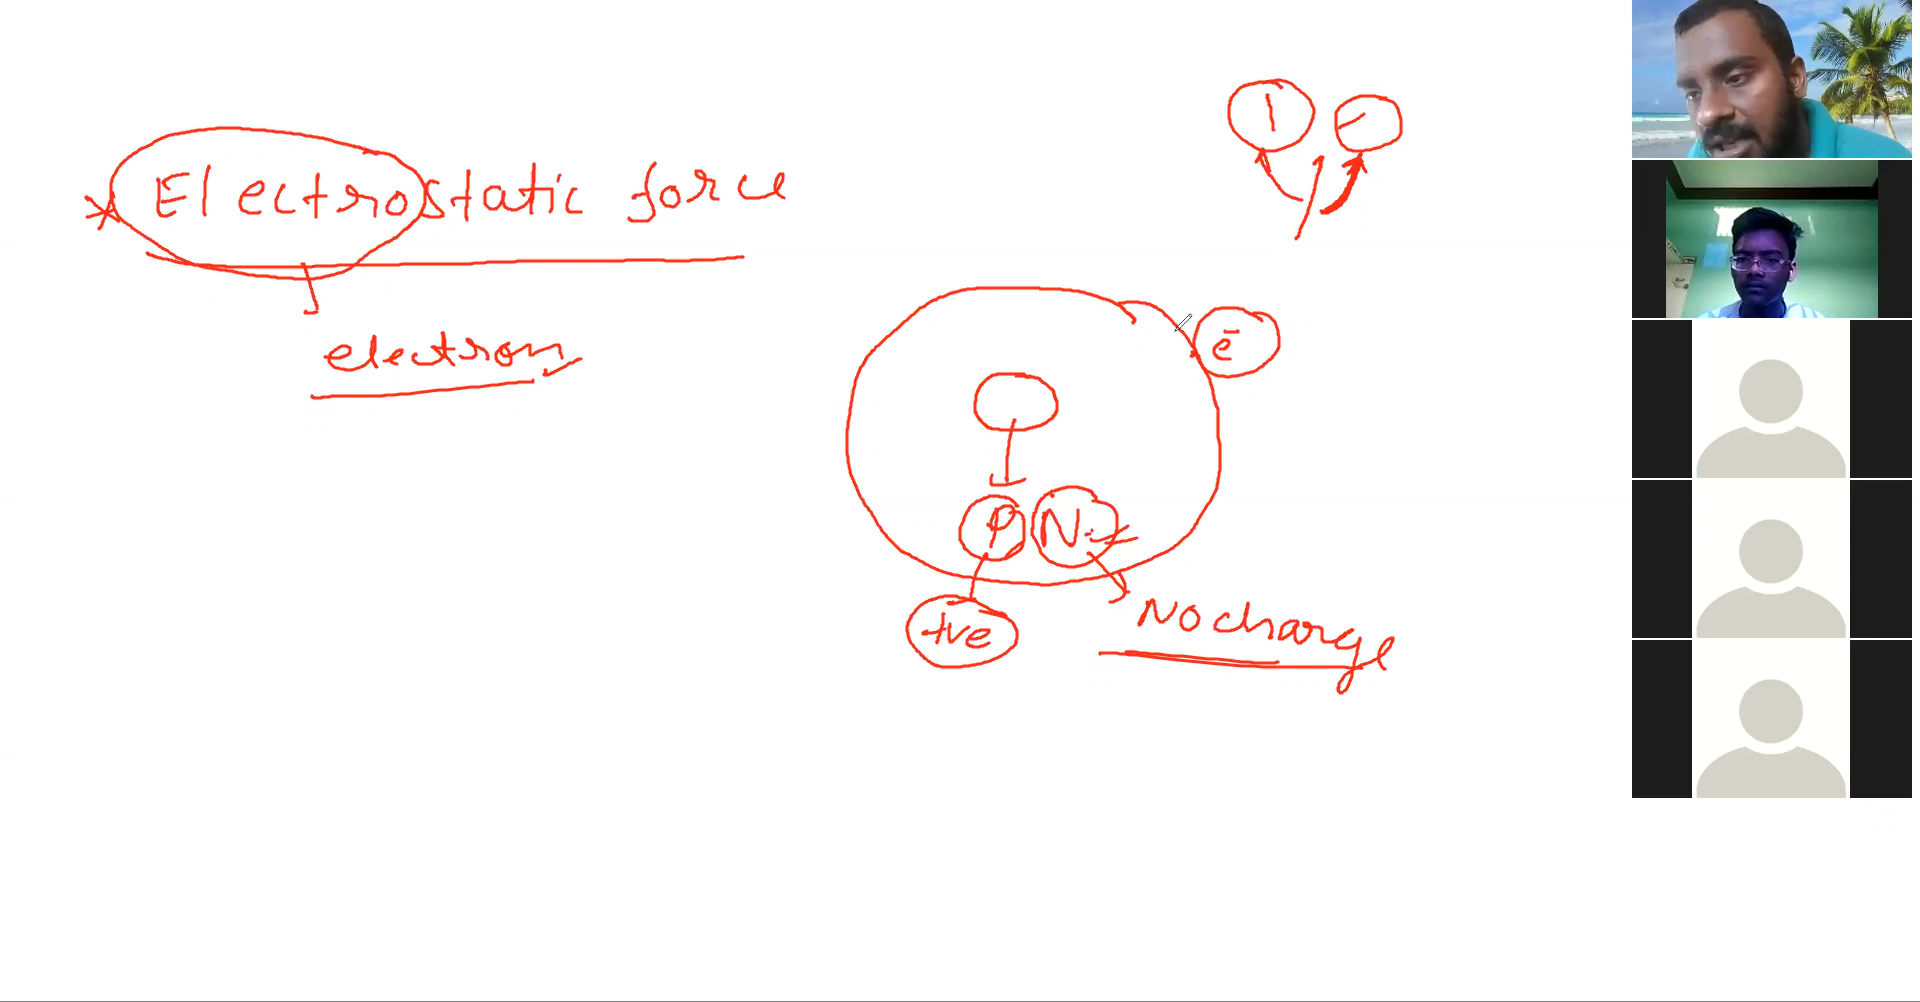 Electrostatic force
electron
e-
P N
+ve
No charge